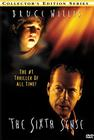 COLLECTOR'S EDITION SERIES
BRUCE WILLIS
THE #1
THRILLER OF
ALL TIME!
THE SIXTH SENSE